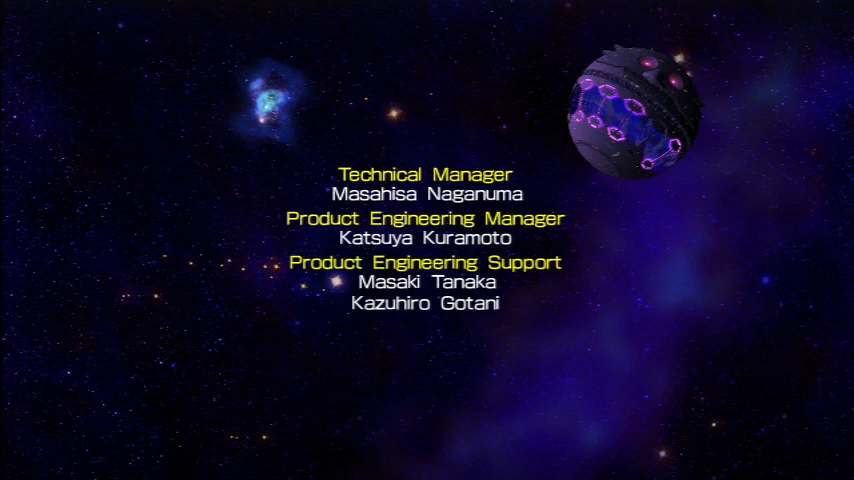 Technical Manager
Masahisa Naganuma
Product Engineering Manager
Katsuya Kuramoto
Product Engineering Support
Masaki Tanaka
Kazuhiro Gotani